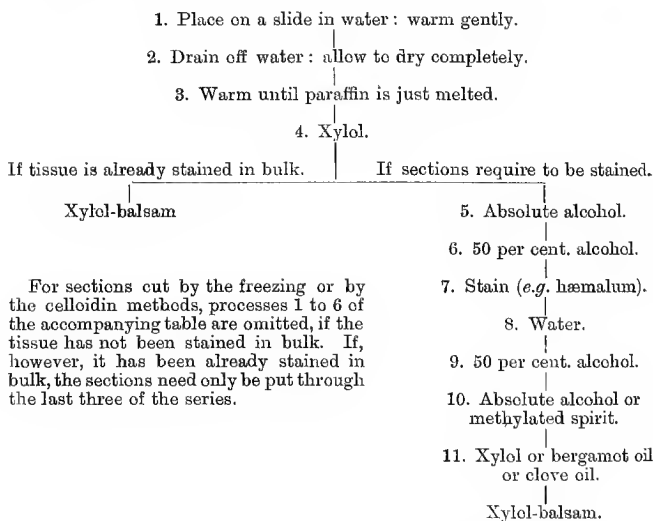 1. Place on a slide in water : warm gently.
2. Drain off water : allow to dry completely.
3. Warm until paraffin is just melted.
4. Xylol.
If tissue is already stained in bulk.
If sections require to be stained.
Xylol-balsam
5. Absolute alcohol.
6. 50 per cent. alcohol.
For sections cut by the freezing or by
the celloidin methods, processes 1 to 6 of
the accompanying table are omitted, if the
tissue has not been stained in bulk. If,
however, it has been already stained in
bulk, the sections need only be put through
the last three of the series.
7. Stain (e.g. hæmalum).
8. Water.
9. 50 per cent. alcohol.
10. Absolute alcohol or
methylated spirit.
11. Xylol or bergamot oil
or clove oil.
Xylol-balsam.